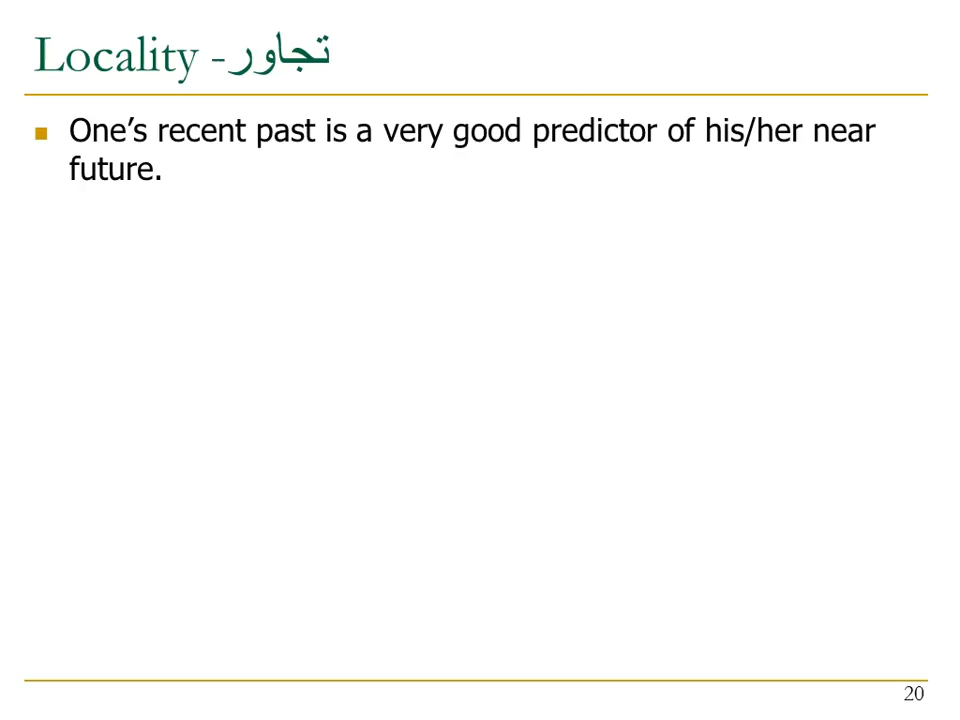 Locality -تجاور
One’s recent past is a very good predictor of his/her near
future.
20